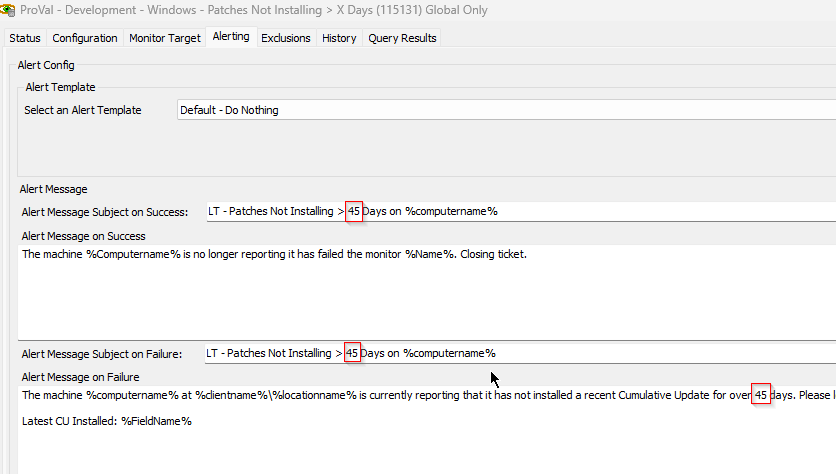 ProVal - Development - Windows - Patches Not Installing > X Days (115131) Global Only
Status Configuration Monitor Target Alerting Exclusions History Query Results
Alert Config
Alert Template
Select an Alert Template Default - Do Nothing
Alert Message
Alert Message Subject on Success: LT - Patches Not Installing > 45 Days on %computername%
Alert Message on Success
The machine %Computername% is no longer reporting it has failed the monitor %Name%. Closing ticket.
Alert Message Subject on Failure: LT - Patches Not Installing > 45 Days on %computername%
Alert Message on Failure
The machine %computername% at %clientname%\%locationname% is currently reporting that it has not installed a recent Cumulative Update for over 45 days. Please
Latest CU Installed: %FieldName%